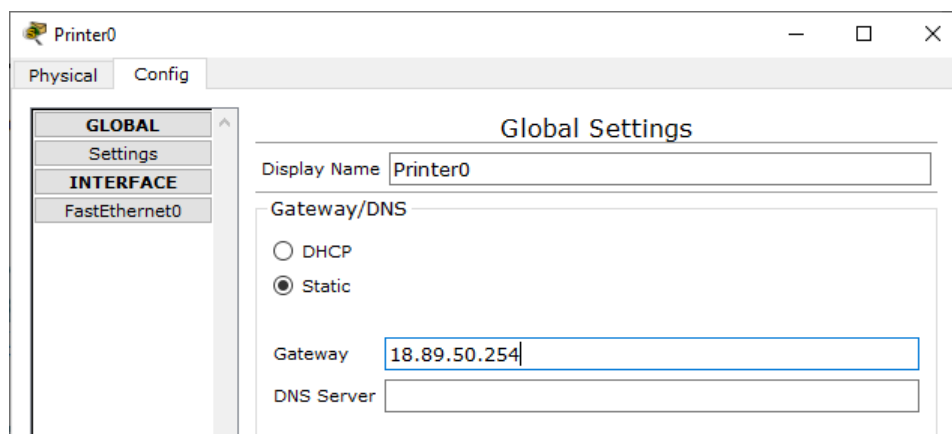 Printer0
Physical Config
GLOBAL
Settings
INTERFACE
FastEthernet0
Global Settings
Display Name Printer0
Gateway/DNS
DHCP
Static
Gateway 18.89.50.254
DNS Server